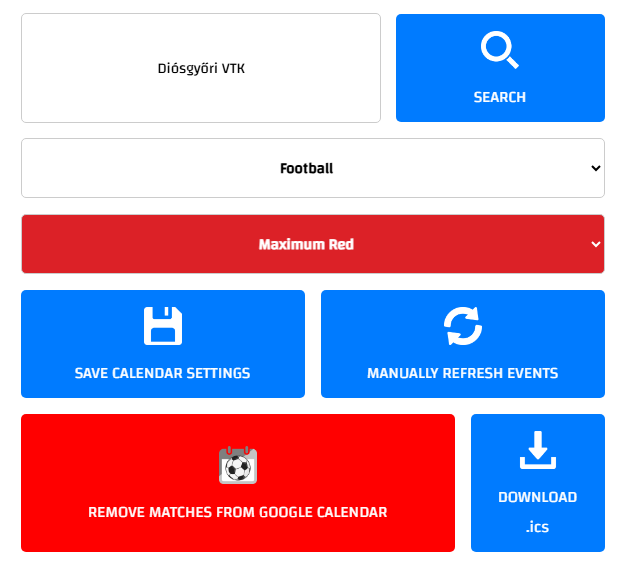 Diósgyőri VTK
SEARCH
Football
Maximum Red
SAVE CALENDAR SETTINGS
MANUALLY REFRESH EVENTS
REMOVE MATCHES FROM GOOGLE CALENDAR
DOWNLOAD
.ics